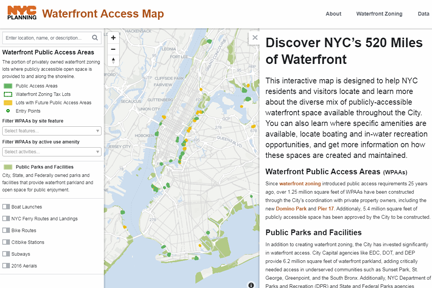 NYC
PLANNING
Waterfront Access Map
About
Waterfront Zoning
Data
Enter location, name, or description...
Waterfront Public Access Areas
The portion of privately owned waterfront zoning
lots where publicly accessible open space is
provided to and along the shoreline.
Public Access Areas
Waterfront Zoning Tax Lots
Lots with Future Public Access Areas
Entry Points
Filter WPAAs by site feature
Select features...
Filter WPAAs by active use amenity
Select activities...
Public Parks and Facilities
City, State, and Federally owned parks and
facilities that provide waterfront parkland and
open space for public enjoyment.
Boat Launches
NYC Ferry Routes and Landings
Bike Routes
Citibike Stations
Subways
2016 Aerials
Discover NYC's 520 Miles
of Waterfront
This interactive map is designed to help NYC
residents and visitors locate and learn more
about the diverse mix of publicly-accessible
waterfront space available throughout the City.
You can also learn where specific amenities are
available, locate boating and in-water recreation
opportunities, and get more information on how
these spaces are created and maintained.
Waterfront Public Access Areas (WPAAs)
Since waterfront zoning introduced public access requirements 25 years
ago, over 1.25 million square feet of WPAAs have been constructed
through the City's coordination with private property owners, including the
new Domino Park and Pier 17. Additionally, 5.4 million square feet of
publicly accessible space has been approved by the City to be constructed.
Public Parks and Facilities
In addition to creating waterfront zoning, the City has invested significantly
in waterfront access. City Capital agencies like EDC, DOT, and DEP
provide 6.2 million square feet of waterfront parkland, adding critically
needed access in underserved communities such as Sunset Park, St.
George, Greenpoint, and the South Bronx. Additionally, NYC Department
of Parks and Recreation (DPR) and State and Federal Parks agencies